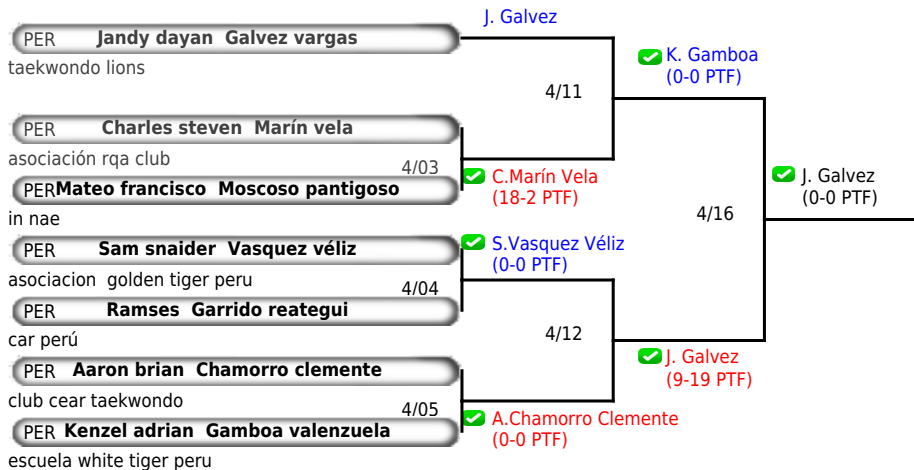 J. Galvez
PER Jandy dayan Galvez vargas
taekwondo lions
K. Gamboa
(0-0 PTF)
4/11
PER Charles steven Marín vela
asociación rqa club
4/03
C.Marín Vela
(18-2 PTF)
PER Mateo francisco Moscoso pantigoso
in nae
J. Galvez
(0-0 PTF)
4/16
PER Sam snaider Vasquez véliz
asociacion golden tiger peru
S.Vasquez Véliz
(0-0 PTF)
4/04
PER Ramses Garrido reategui
car perú
4/12
J. Galvez
(9-19 PTF)
PER Aaron brian Chamorro clemente
club cear taekwondo
4/05
A.Chamorro Clemente
(0-0 PTF)
PER Kenzel adrian Gamboa valenzuela
escuela white tiger peru